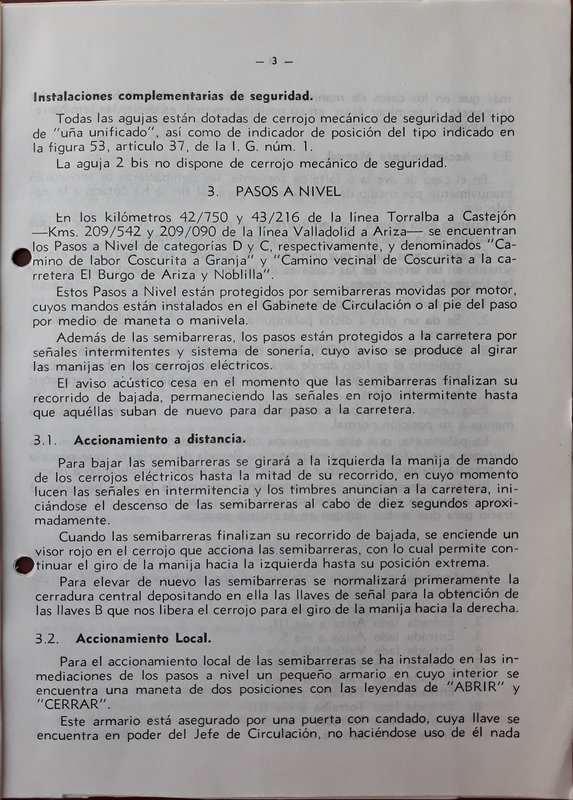 — 3 —
Instalaciones complementarias de seguridad.
Todas las agujas están dotadas de cerrojo mecánico de seguridad del tipo
de "uña unificado", así como de indicador de posición del tipo indicado en
la figura 53, artículo 37, de la I. G. núm. 1.
La aguja 2 bis no dispone de cerrojo mecánico de seguridad.
3. PASOS A NIVEL
En los kilómetros 42/750 y 43/216 de la línea Torralba a Castejón
—Kms. 209/542 y 209/090 de la línea Valladolid a Ariza— se encuentran
los Pasos a Nivel de categorías D y C, respectivamente, y denominados "Ca-
mino de labor Coscurita a Granja" y "Camino vecinal de Coscurita a la ca-
rretera El Burgo de Ariza y Noblilla".
Estos Pasos a Nivel están protegidos por semibarreras movidas por motor,
cuyos mandos están instalados en el Gabinete de Circulación o al pie del paso
por medio de maneta o manivela.
Además de las semibarreras, los pasos están protegidos a la carretera por
señales intermitentes y sistema de sonería, cuyo aviso se produce al girar
las manijas en los cerrojos eléctricos.
El aviso acústico cesa en el momento que las semibarreras finalizan su
recorrido de bajada, permaneciendo las señales en rojo intermitente hasta
que aquéllas suban de nuevo para dar paso a la carretera.
3.1. Accionamiento a distancia.
Para bajar las semibarreras se girará a la izquierda la manija de mando
de los cerrojos eléctricos hasta la mitad de su recorrido, en cuyo momento
lucen las señales en intermitencia y los timbres anuncian a la carretera, ini-
ciándose el descenso de las semibarreras al cabo de diez segundos aproxi-
madamente.
Cuando las semibarreras finalizan su recorrido de bajada, se enciende un
visor rojo en el cerrojo que acciona las semibarreras, con lo cual permite con-
tinuar el giro de la manija hacia la izquierda hasta su posición extrema.
Para elevar de nuevo las semibarreras se normalizará primeramente la
cerradura central depositando en ella las llaves de señal para la obtención de
las llaves B que nos libera el cerrojo para el giro de la manija hacia la derecha.
3.2. Accionamiento Local.
Para el accionamiento local de las semibarreras se ha instalado en las in-
mediaciones de los pasos a nivel un pequeño armario en cuyo interior se
encuentra una maneta de dos posiciones con las leyendas de "ABRIR" y
"CERRAR".
Este armario está asegurado por una puerta con candado, cuya llave se
encuentra en poder del Jefe de Circulación, no haciéndose uso de él nada